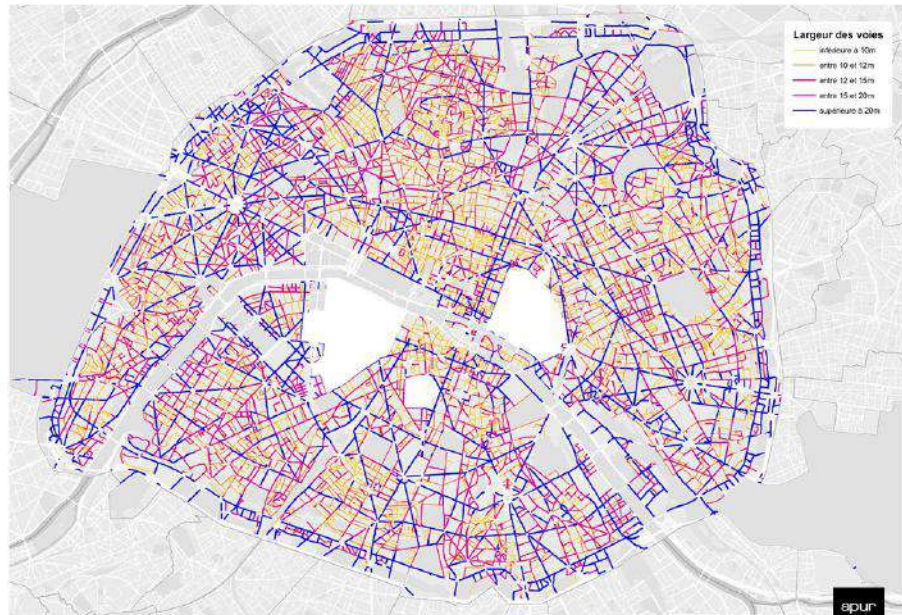 Largeur des voies
inférieure à 10m
entre 10 et 12m
entre 12 et 15m
entre 15 et 20m
supérieure à 20m
apur